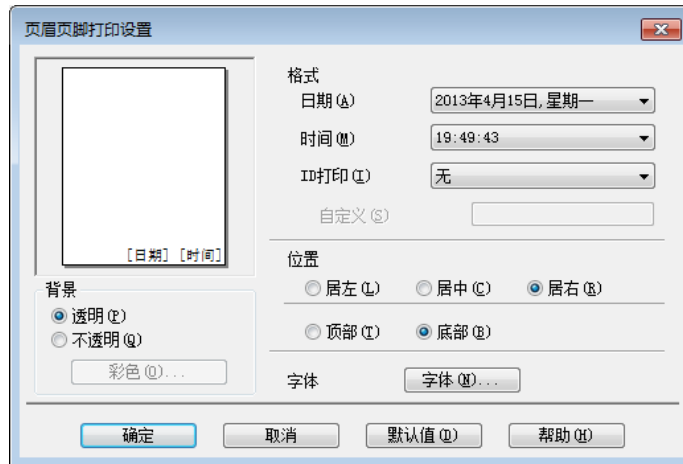 页眉页脚打印设置
格式
日期(A)
2013年4月15日,星期一
时间(M)
19:49:43
ID打印(I)
无
自定义(S)
[日期] [时间]
背景
透明(P)
不透明(Q)
彩色(O)...
位置
居左(L) 居中(C) 居右(R)
顶部(T) 底部(B)
字体 字体(N)...
确定 取消 默认值(D) 帮助(H)